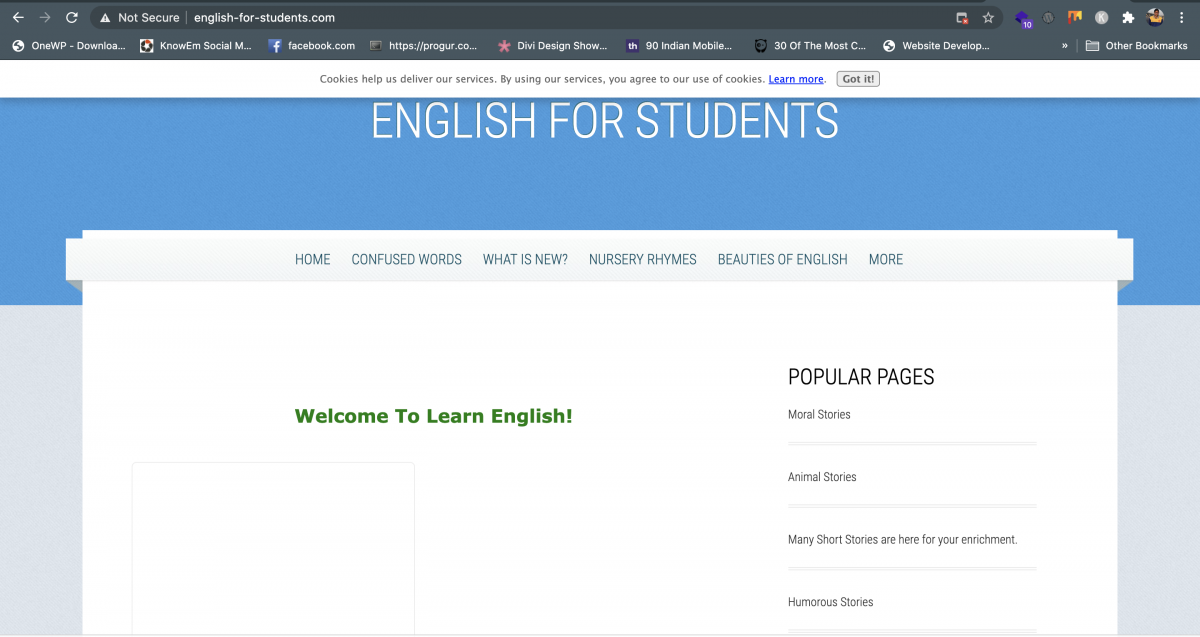 Not Secure english-for-students.com
10
K
OneWP - Downloa... KnowEm Social M... facebook.com https://progur.co... Divi Design Show... th 90 Indian Mobile... 30 Of The Most C... Website Develop... » Other Bookmarks
Cookies help us deliver our services. By using our services, you agree to our use of cookies. Learn more. Got it!
ENGLISH FOR STUDENTS
HOME CONFUSED WORDS WHAT IS NEW? NURSERY RHYMES BEAUTIES OF ENGLISH MORE
Welcome To Learn English!
POPULAR PAGES
Moral Stories
Animal Stories
Many Short Stories are here for your enrichment.
Humorous Stories